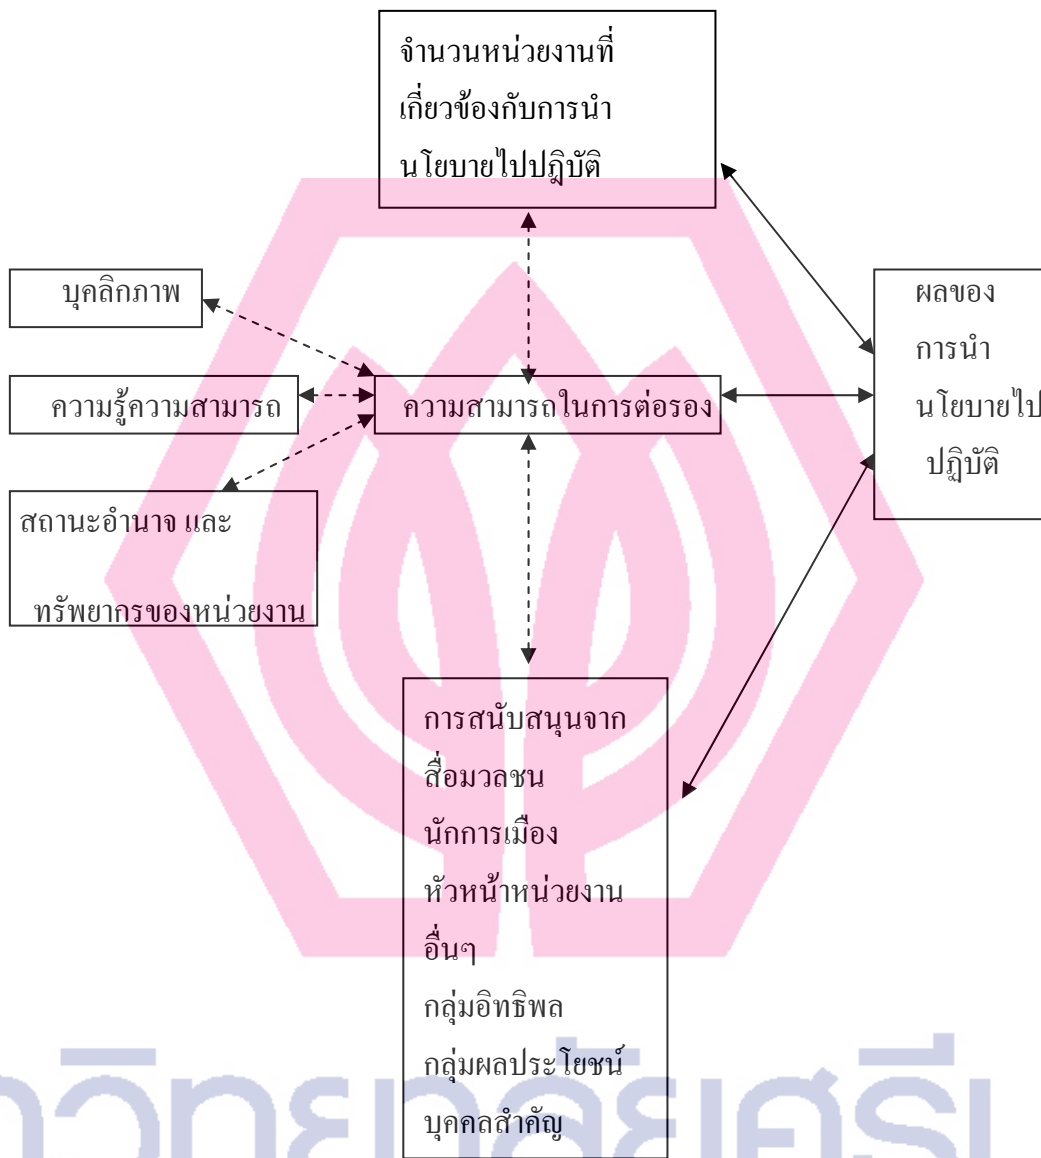 จำนวนหน่วยงานที่
เกี่ยวข้องกับการนำ
นโยบายไปปฎิบัติ
บุคลิกภาพ
ความรู้ความสามารถ
สถานะอำนาจ และ
ทรัพยากรของหน่วยงาน
ความสามารถในการต่อรอง
ผลของ
การนำ
นโยบายไป
ปฏิบัติ
การสนับสนุนจาก
สื่อมวลชน
นักการเมือง
หัวหน้าหน่วยงาน
อื่นๆ
กลุ่มอิทธิพล
กลุ่มผลประโยชน์
บุคคลสำคัญ